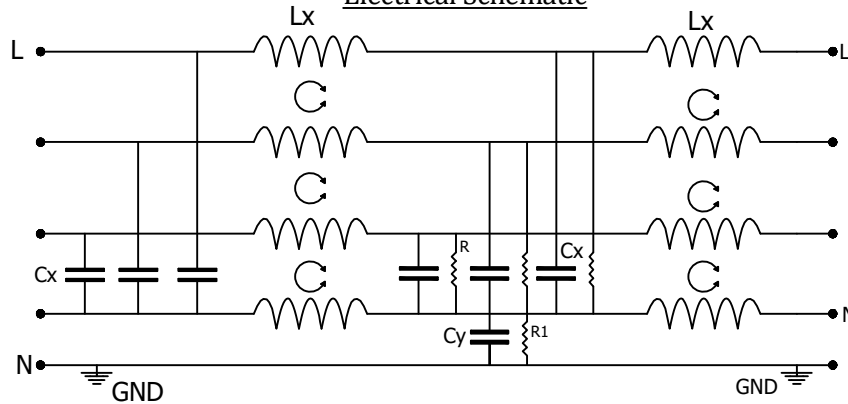 Electrical Schematic
Lx
Lx
L
L
Cx
R
Cx
N
Cy
R1
N
GND
GND